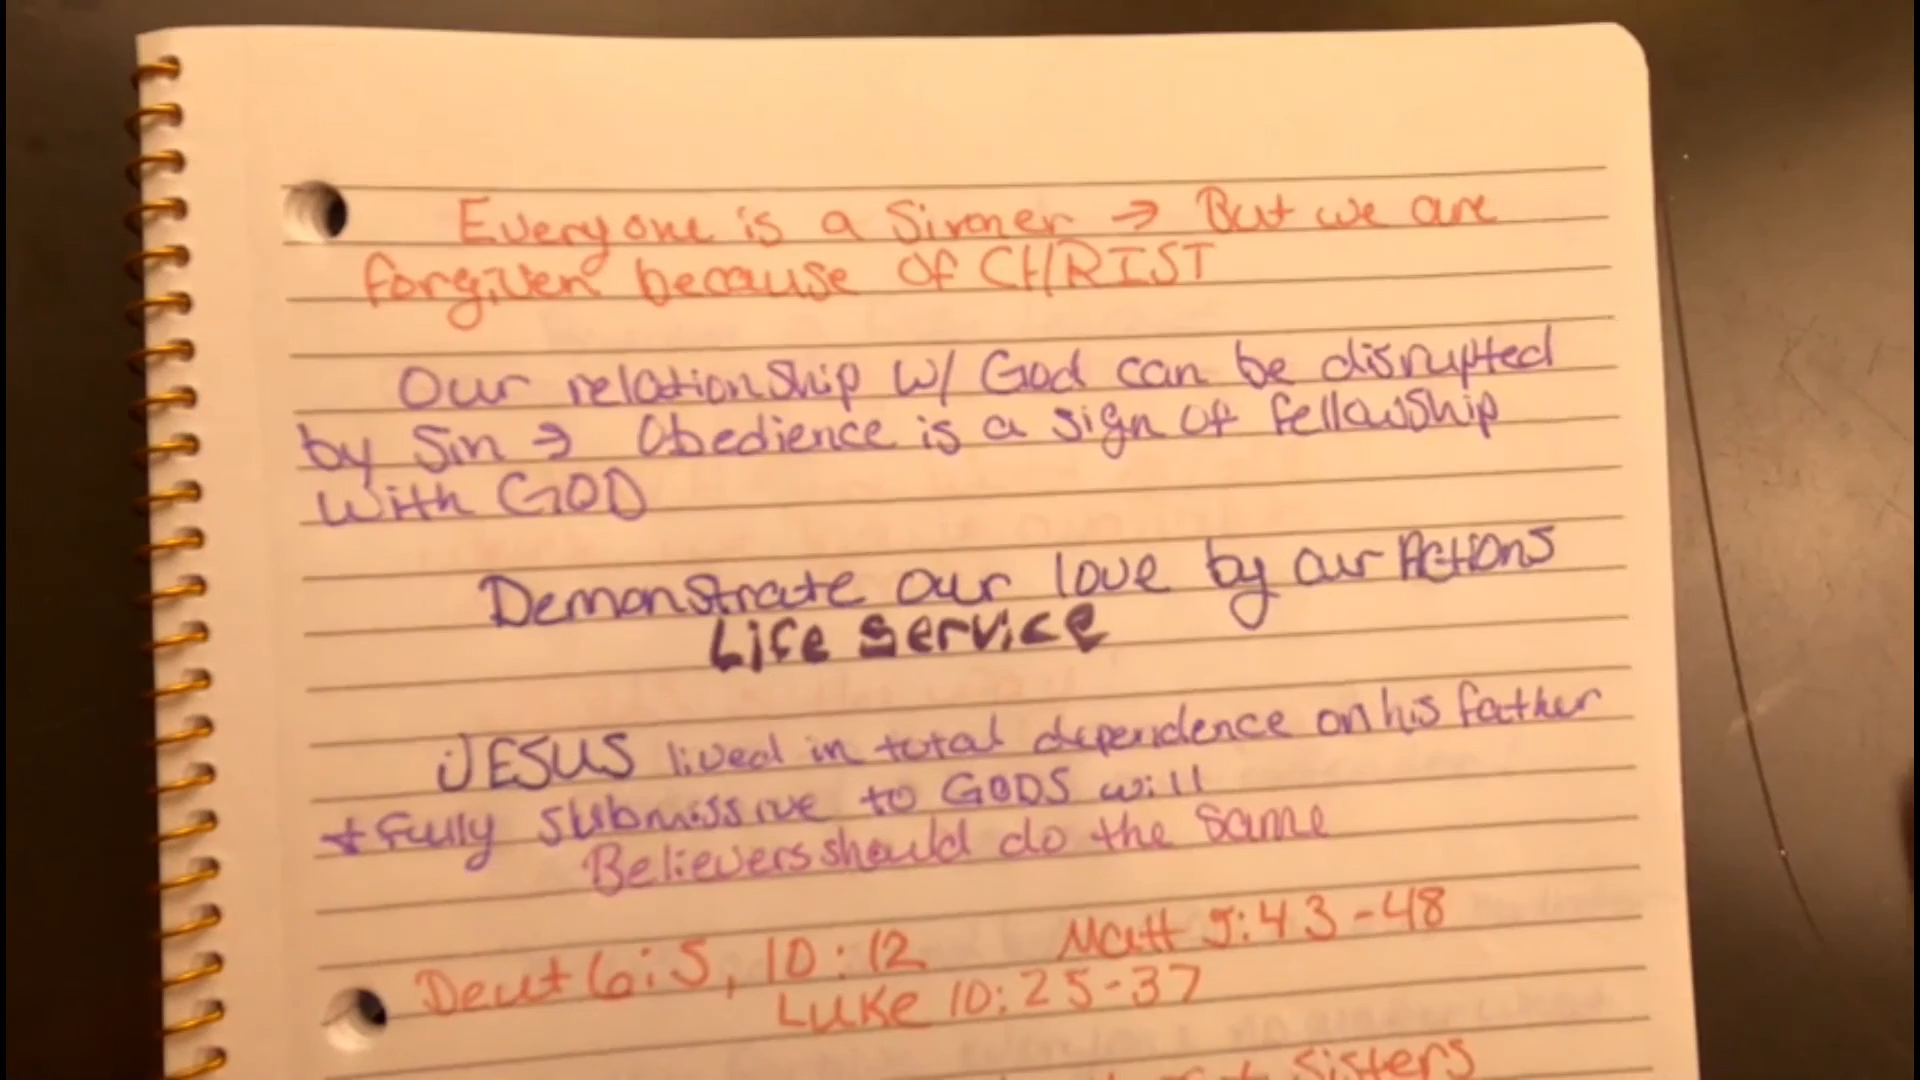 Everyone is a Sinner → But we are
forgiven because of CHRIST
Our relationship w/ God can be disrupted
by Sin → Obedience is a sign of fellowship
with GOD
Demonstrate our love by our Actions
Life Service
JESUS lived in total dependence on his father
* Fully submissive to GODS will
Believers should do the same
Deut 6:5, 10:12 Matt 5:43-48
Luke 10:25-37
Sisters